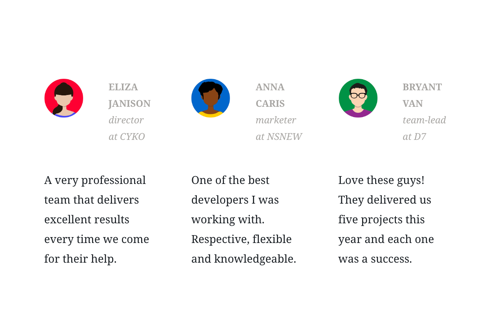 ELIZA
JANISON
director
at CYKO
A very professional
team that delivers
excellent results
every time we come
for their help.
ANNA
CARIS
marketer
at NSNEW
One of the best
developers I was
working with.
Respective, flexible
and knowledgeable.
BRYANT
VAN
team-lead
at D7
Love these guys!
They delivered us
five projects this
year and each one
was a success.